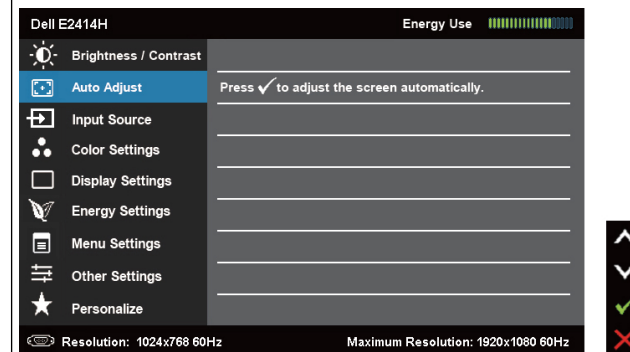 Dell E2414H Energy Use
Brightness / Contrast
Auto Adjust Press ✓ to adjust the screen automatically.
Input Source
Color Settings
Display Settings
Energy Settings
Menu Settings
Other Settings
Personalize
Resolution: 1024x768 60Hz Maximum Resolution: 1920x1080 60Hz